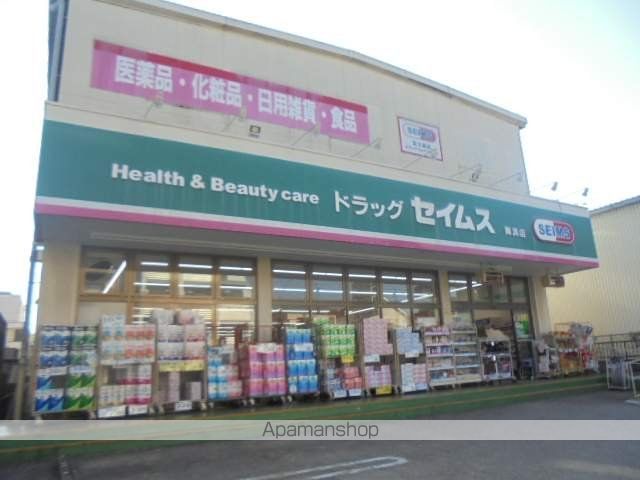 医薬品・化粧品・日用雑貨・食品
SEIMS
Health & Beauty care ドラッグ セイムス
SEIMS
Apamanshop